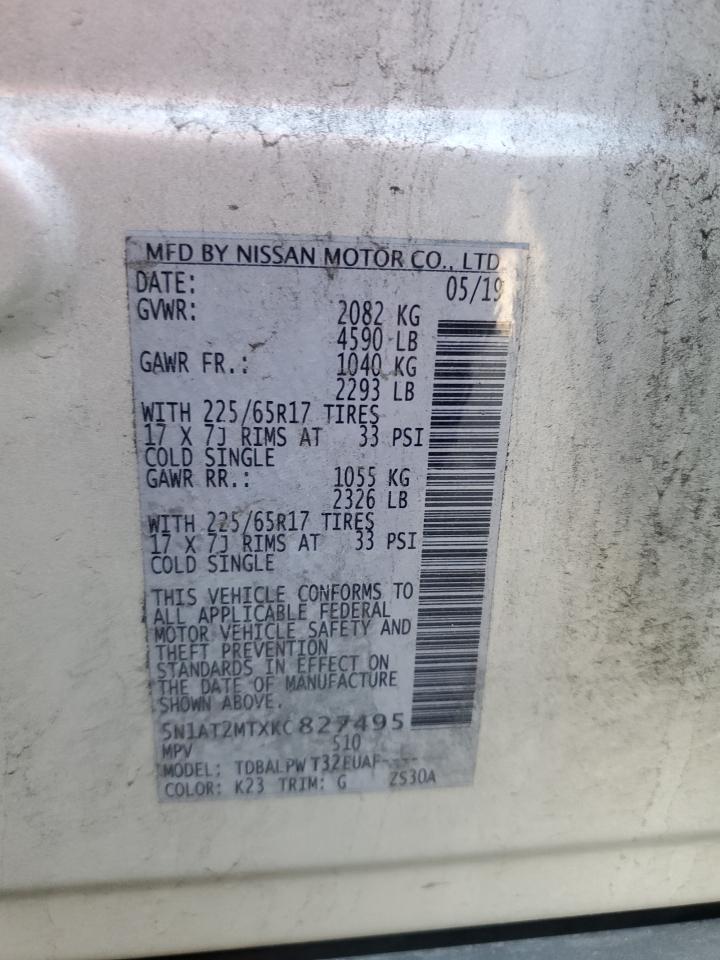 MFD BY NISSAN MOTOR CO., LTD.
DATE: 05/19
GVWR: 2082 KG
4590 LB
GAWR FR.: 1040 KG
2293 LB
WITH 225/65R17 TIRES
17 X 7J RIMS AT 33 PSI
COLD SINGLE
GAWR RR.: 1055 KG
2326 LB
WITH 225/65R17 TIRES
17 X 7J RIMS AT 33 PSI
COLD SINGLE
THIS VEHICLE CONFORMS TO
ALL APPLICABLE FEDERAL
MOTOR VEHICLE SAFETY AND
THEFT PREVENTION
STANDARDS IN EFFECT ON
THE DATE OF MANUFACTURE
SHOWN ABOVE.
5N1AT2MTXKC827495
MPV S10
MODEL: TDBALPW T32EUAF----
COLOR: K23 TRIM: G ZS30A